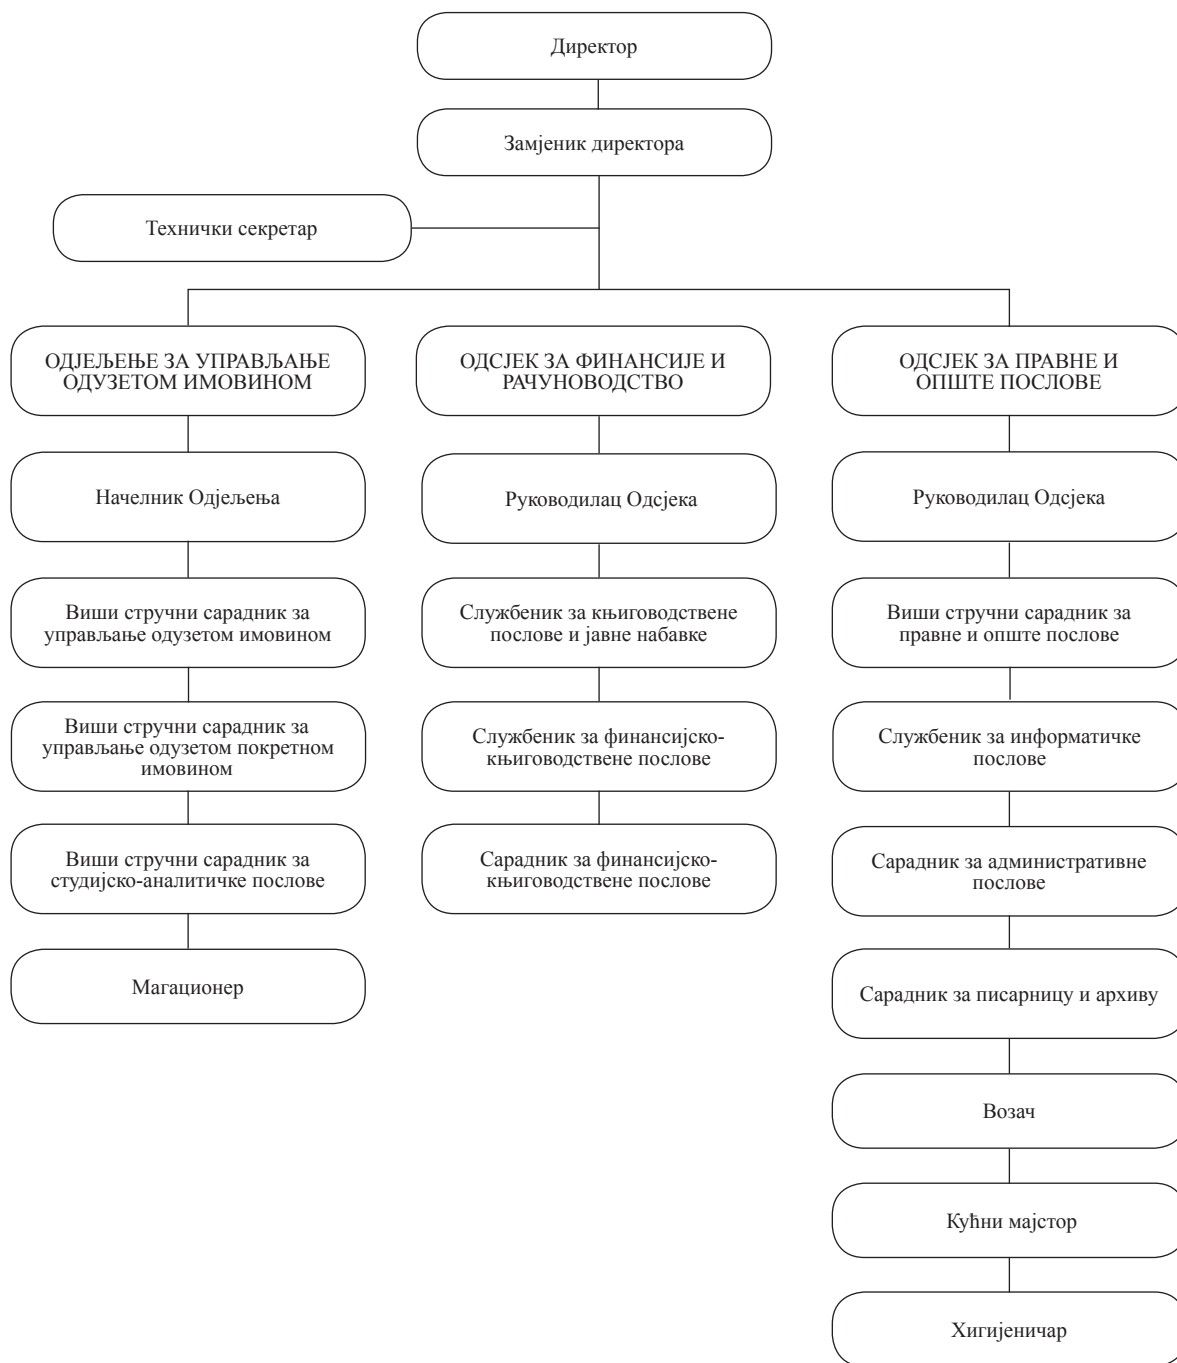 Директор
Замјеник директора
Технички секретар
ОДЈЕЉЕЊЕ ЗА УПРАВЉАЊЕ
ОДУЗЕТОМ ИМОВИНОМ
Начелник Одјељења
Виши стручни сарадник за
управљање одузетом имовином
Виши стручни сарадник за
управљање одузетом покретном
имовином
Виши стручни сарадник за
студијско-аналитичке послове
Магационер
ОДСЈЕК ЗА ФИНАНСИЈЕ И
РАЧУНОВОДСТВО
Руководилац Одсјека
Службеник за књиговодствене
послове и јавне набавке
Службеник за финансијско-
књиговодствене послове
Сарадник за финансијско-
књиговодствене послове
ОДСЈЕК ЗА ПРАВНЕ И
ОПШТЕ ПОСЛОВЕ
Руководилац Одсјека
Виши стручни сарадник за
правне и опште послове
Службеник за информатичке
послове
Сарадник за административне
послове
Сарадник за писарницу и архиву
Возач
Кућни мајстор
Хигијеничар